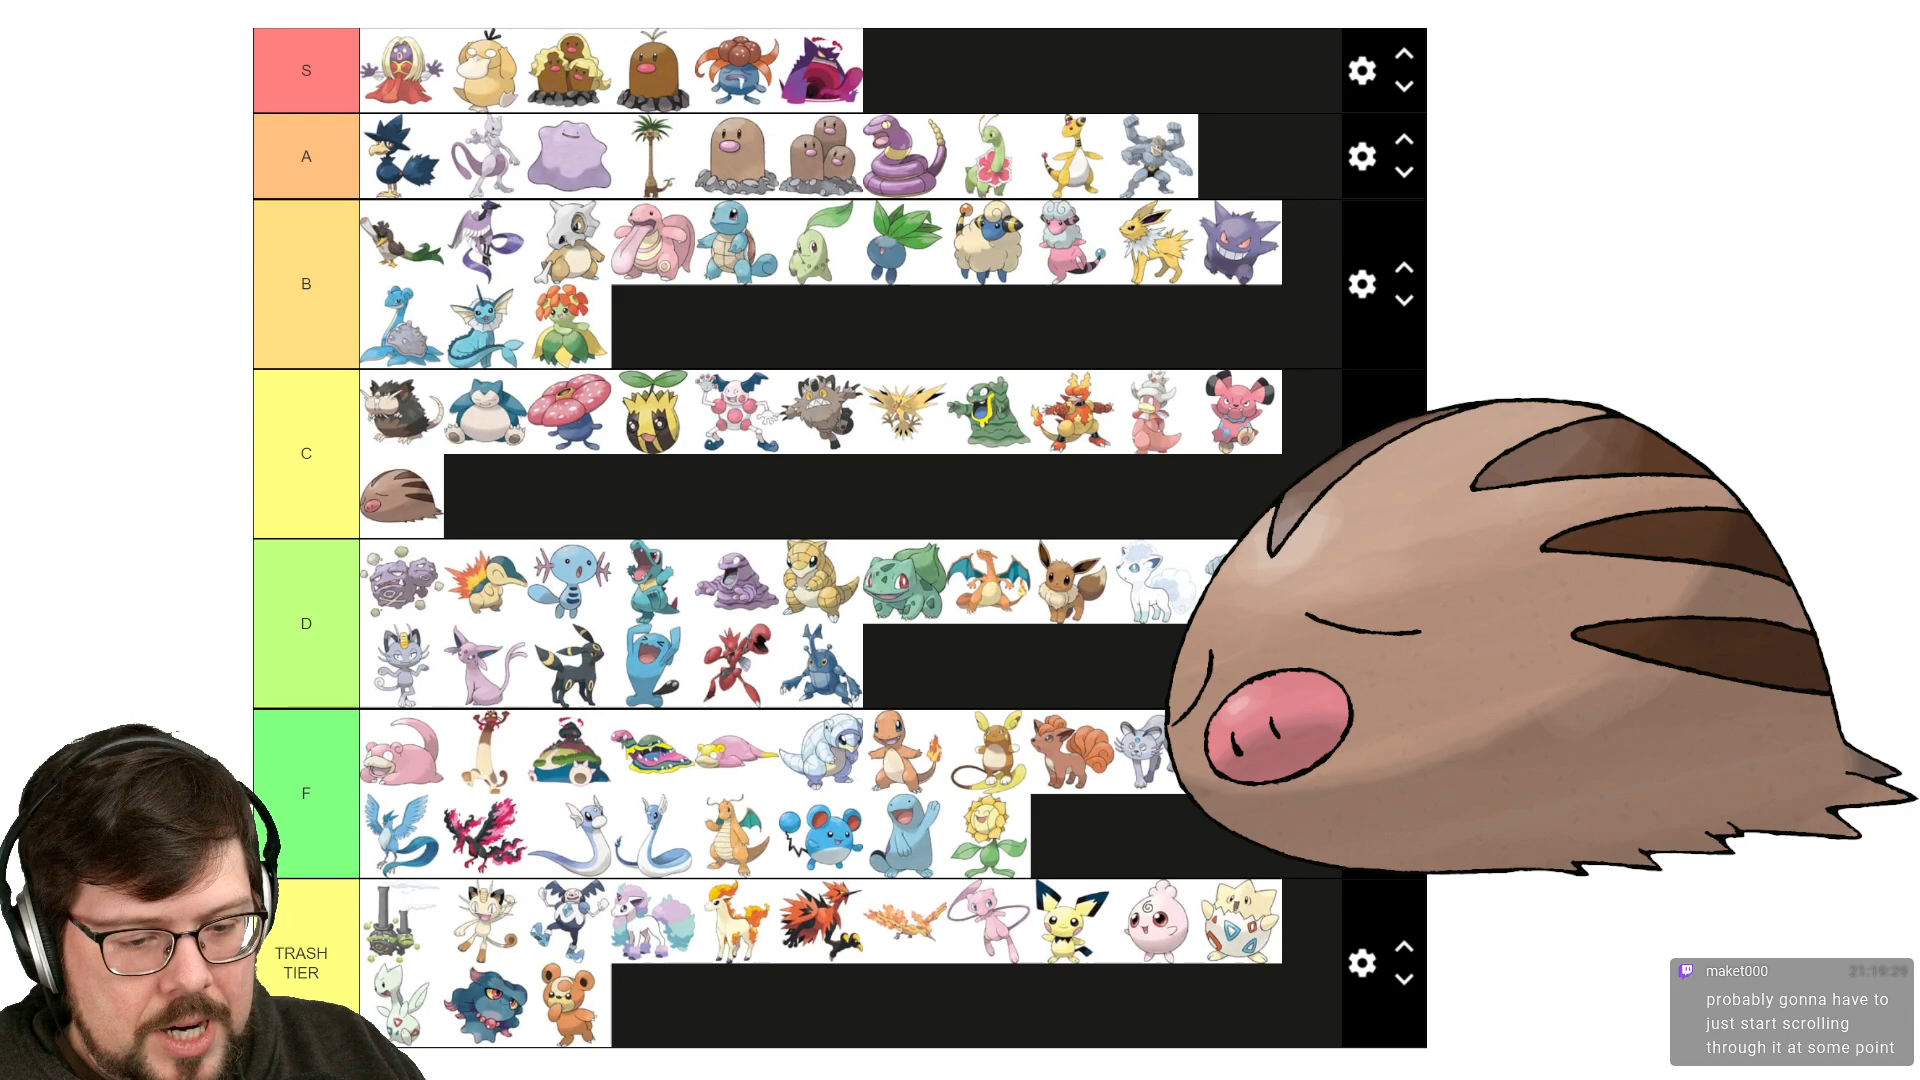 S
A
B
C
D
F
TRASH
TIER
maket000
probably gonna have to
just start scrolling
through it at some point